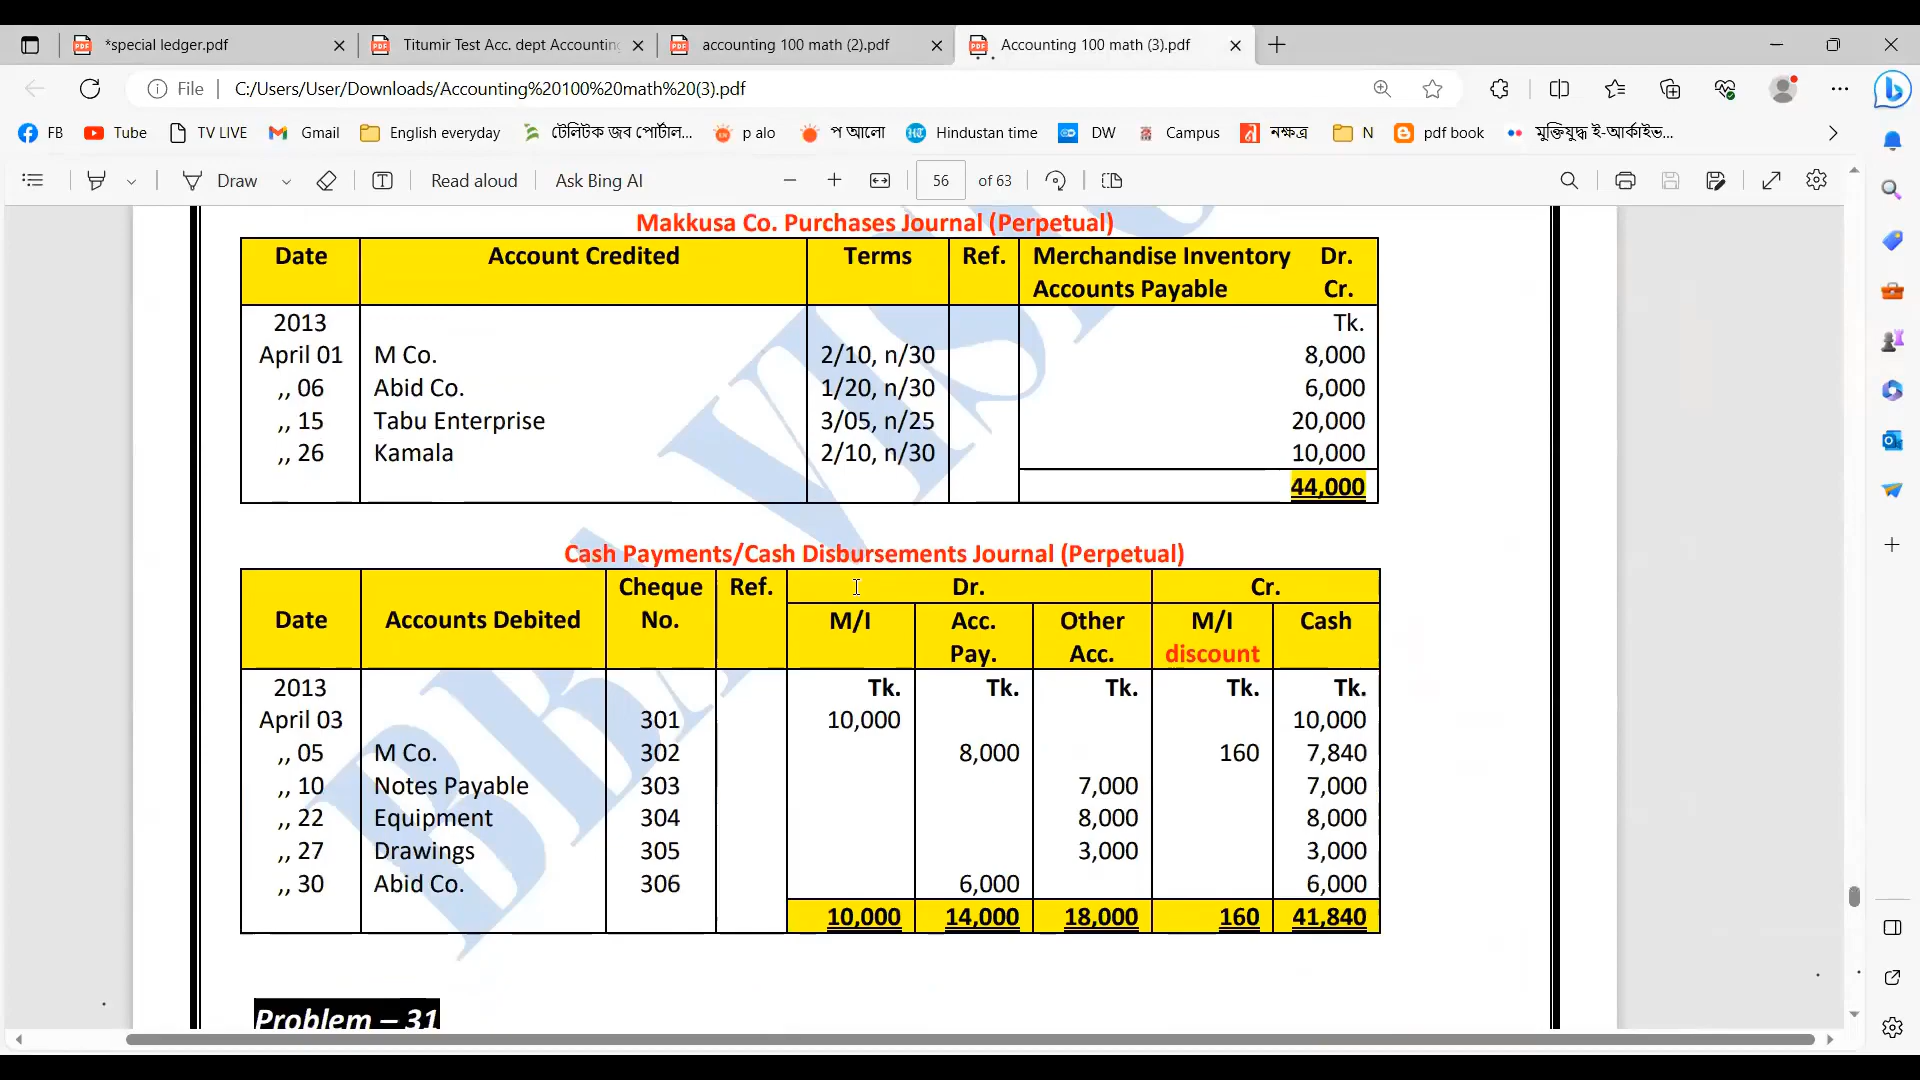 *special ledger.pdf
Titumir Test Acc. dept Accounting
accounting 100 math (2).pdf
Accounting 100 math (3).pdf
File C:/Users/User/Downloads/Accounting%20100%20math%20(3).pdf
FB Tube TV LIVE Gmail English everyday টেলিটক জব পোর্টাল... p alo প আলো Hindustan time DW Campus নক্ষত্র N pdf book মুক্তিযুদ্ধ ই-আর্কাইভ...
Draw Read aloud Ask Bing AI 56 of 63
Makkusa Co. Purchases Journal (Perpetual)
Date Account Credited Terms Ref. Merchandise Inventory Dr.
Accounts Payable Cr.
2013 Tk.
April 01 M Co. 2/10, n/30 8,000
,, 06 Abid Co. 1/20, n/30 6,000
,, 15 Tabu Enterprise 3/05, n/25 20,000
,, 26 Kamala 2/10, n/30 10,000
44,000
Cash Payments/Cash Disbursements Journal (Perpetual)
Cheque Ref. Dr. Cr.
Date Accounts Debited No. M/I Acc. Other M/I Cash
Pay. Acc. discount
2013 Tk. Tk. Tk. Tk. Tk.
April 03 301 10,000 10,000
,, 05 M Co. 302 8,000 160 7,840
,, 10 Notes Payable 303 7,000 7,000
,, 22 Equipment 304 8,000 8,000
,, 27 Drawings 305 3,000 3,000
,, 30 Abid Co. 306 6,000 6,000
10,000 14,000 18,000 160 41,840
Problem – 31